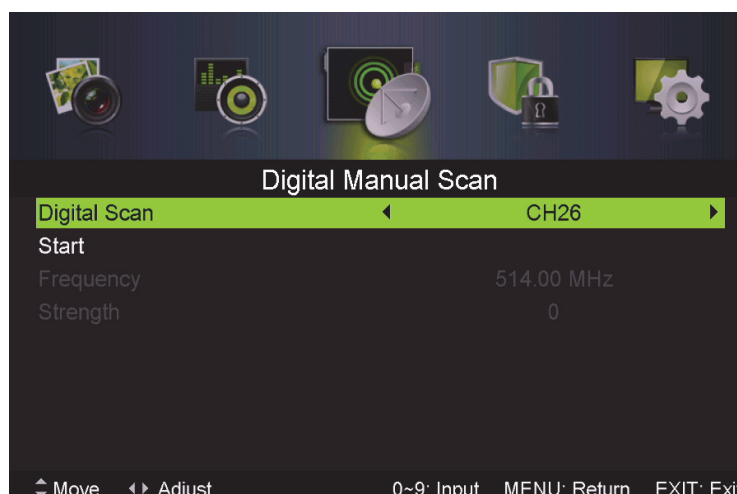 Digital Manual Scan
Digital Scan CH26
Start
Frequency 514.00 MHz
Strength 0
Move Adjust 0~9: Input MENU: Return EXIT: Exi